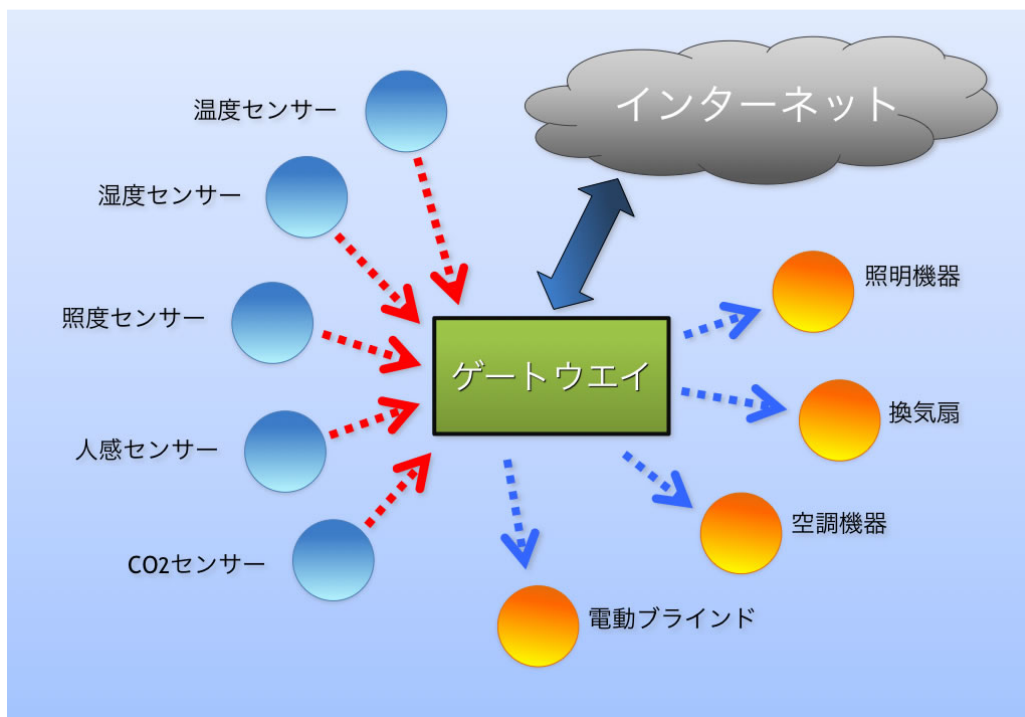 温度センサー
インターネット
湿度センサー
照明機器
照度センサー
ゲートウエイ
換気扇
人感センサー
空調機器
CO2センサー
電動ブラインド